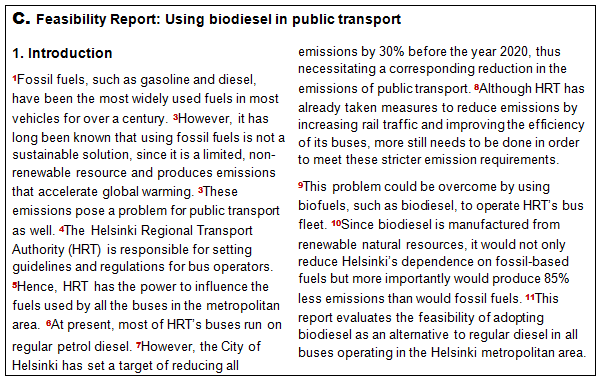 C. Feasibility Report: Using biodiesel in public transport
1. Introduction
1Fossil fuels, such as gasoline and diesel,
have been the most widely used fuels in most
vehicles for over a century. 3However, it has
long been known that using fossil fuels is not a
sustainable solution, since it is a limited, non-
renewable resource and produces emissions
that accelerate global warming. 3These
emissions pose a problem for public transport
as well. 4The Helsinki Regional Transport
Authority (HRT) is responsible for setting
guidelines and regulations for bus operators.
5Hence, HRT has the power to influence the
fuels used by all the buses in the metropolitan
area. 6At present, most of HRT's buses run on
regular petrol diesel. 7However, the City of
Helsinki has set a target of reducing all
emissions by 30% before the year 2020, thus
necessitating a corresponding reduction in the
emissions of public transport. 8Although HRT has
already taken measures to reduce emissions by
increasing rail traffic and improving the efficiency
of its buses, more still needs to be done in order
to meet these stricter emission requirements.
9This problem could be overcome by using
biofuels, such as biodiesel, to operate HRT's bus
fleet. 10Since biodiesel is manufactured from
renewable natural resources, it would not only
reduce Helsinki's dependence on fossil-based
fuels but more importantly would produce 85%
less emissions than would fossil fuels. 11This
report evaluates the feasibility of adopting
biodiesel as an alternative to regular diesel in all
buses operating in the Helsinki metropolitan area.